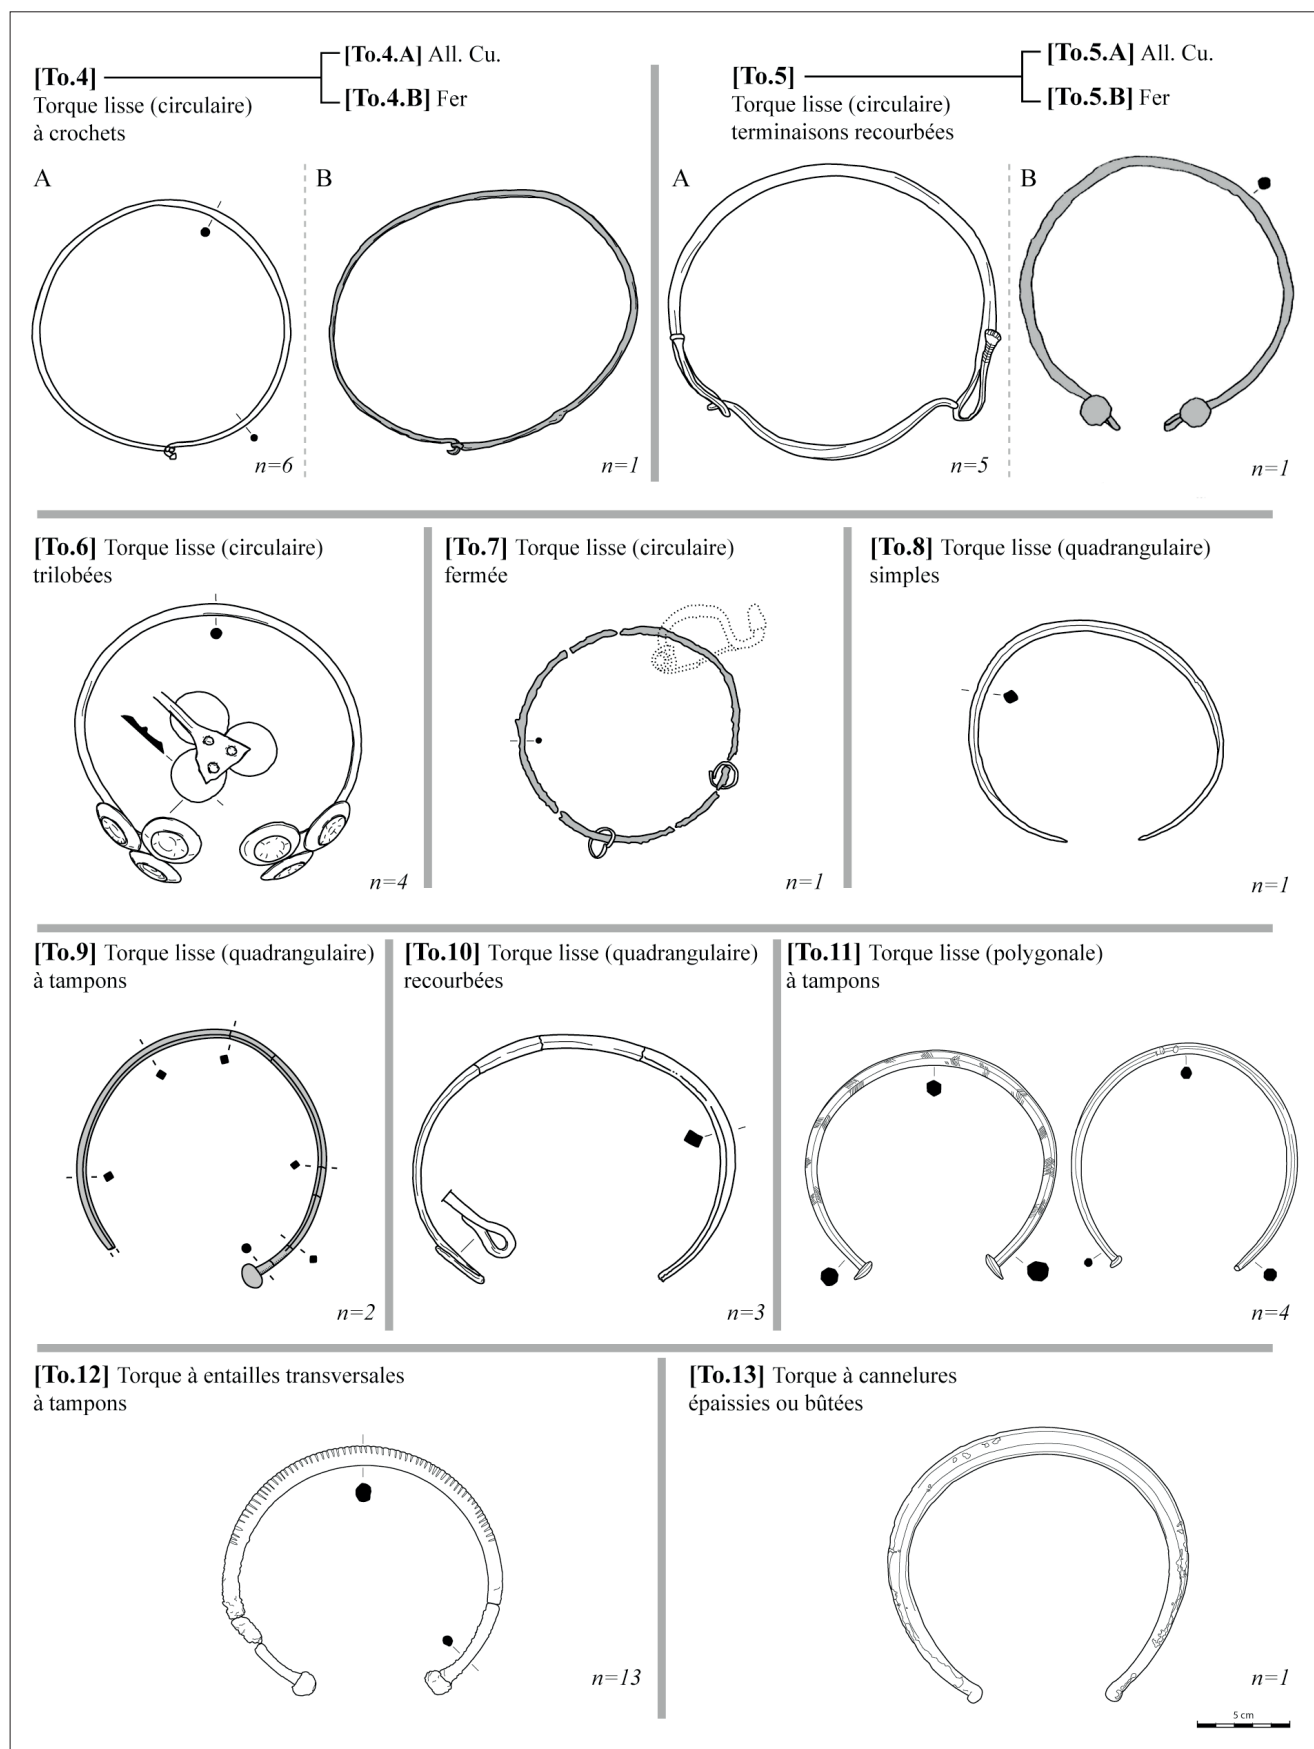 [To.4]
[To.4.A] All. Cu.
[To.4.B] Fer
Torque lisse (circulaire)
à crochets
A
B
n=6
n=1
[To.5]
[To.5.A] All. Cu.
[To.5.B] Fer
Torque lisse (circulaire)
terminaisons recourbées
A
B
n=5
n=1
[To.6] Torque lisse (circulaire)
trilobées
n=4
[To.7] Torque lisse (circulaire)
fermée
n=1
[To.8] Torque lisse (quadrangulaire)
simples
n=1
[To.9] Torque lisse (quadrangulaire)
à tampons
n=2
[To.10] Torque lisse (quadrangulaire)
recourbées
n=3
[To.11] Torque lisse (polygonale)
à tampons
n=4
[To.12] Torque à entailles transversales
à tampons
n=13
[To.13] Torque à cannelures
épaissies ou bûtées
n=1
5 cm